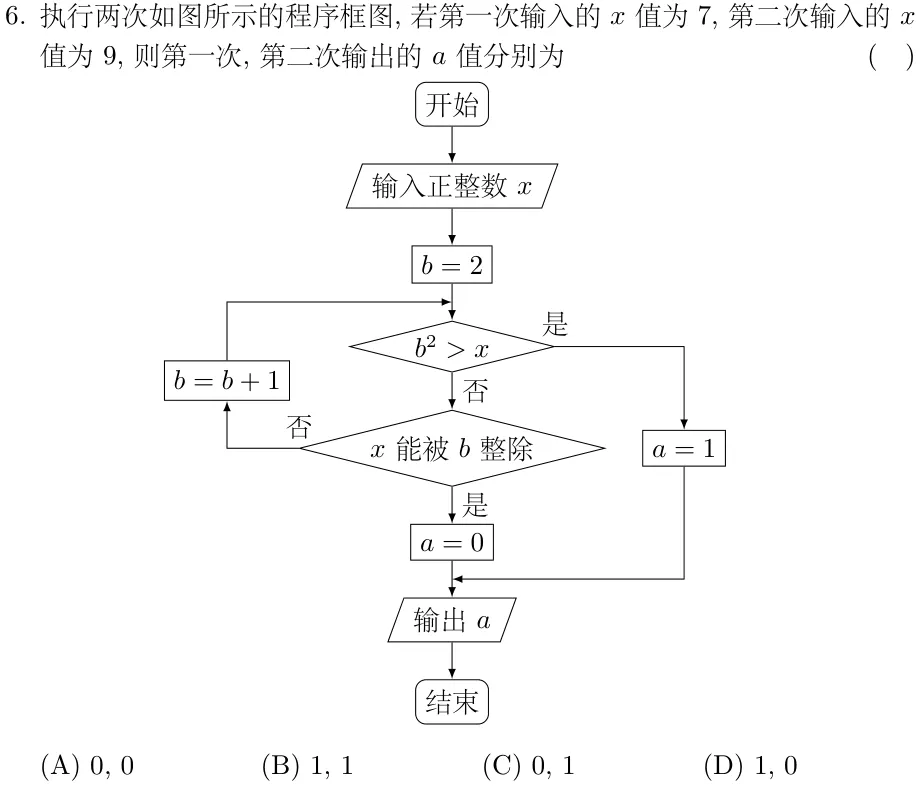 6. 执行两次如图所示的程序框图, 若第一次输入的 x 值为 7, 第二次输入的 x
值为 9, 则第一次, 第二次输出的 a 值分别为 ( )
开始
输入正整数 x
b = 2
是
b² > x
b = b + 1
否
否
x 能被 b 整除
a = 1
是
a = 0
输出 a
结束
(A) 0, 0 (B) 1, 1 (C) 0, 1 (D) 1, 0